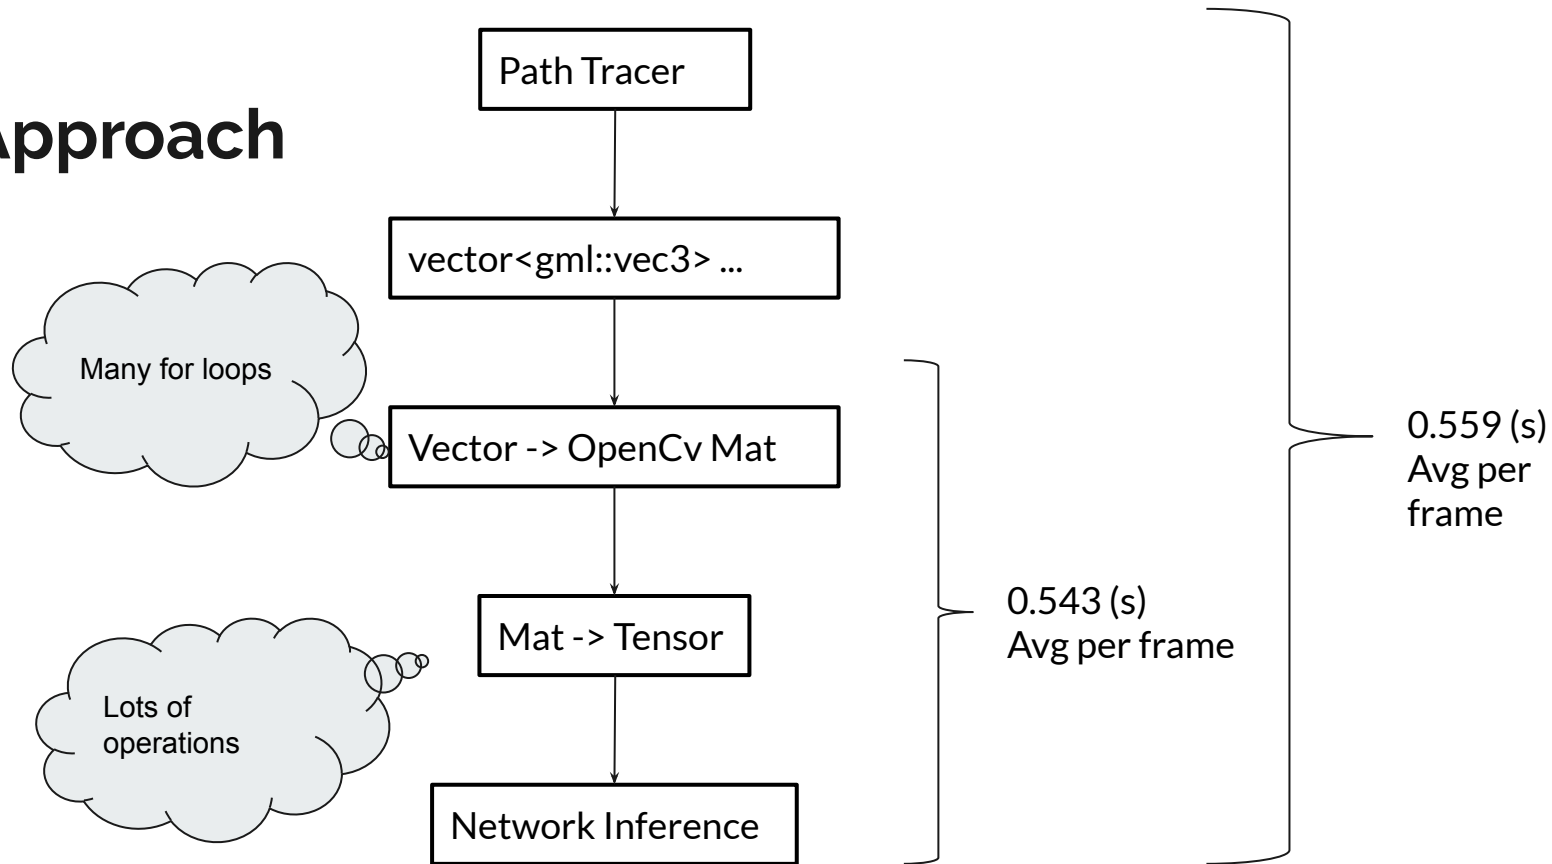 Approach
Path Tracer
vector<gml::vec3> ...
Many for loops
Vector -> OpenCv Mat
Mat -> Tensor
Lots of
operations
Network Inference
0.543 (s)
Avg per frame
0.559 (s)
Avg per
frame